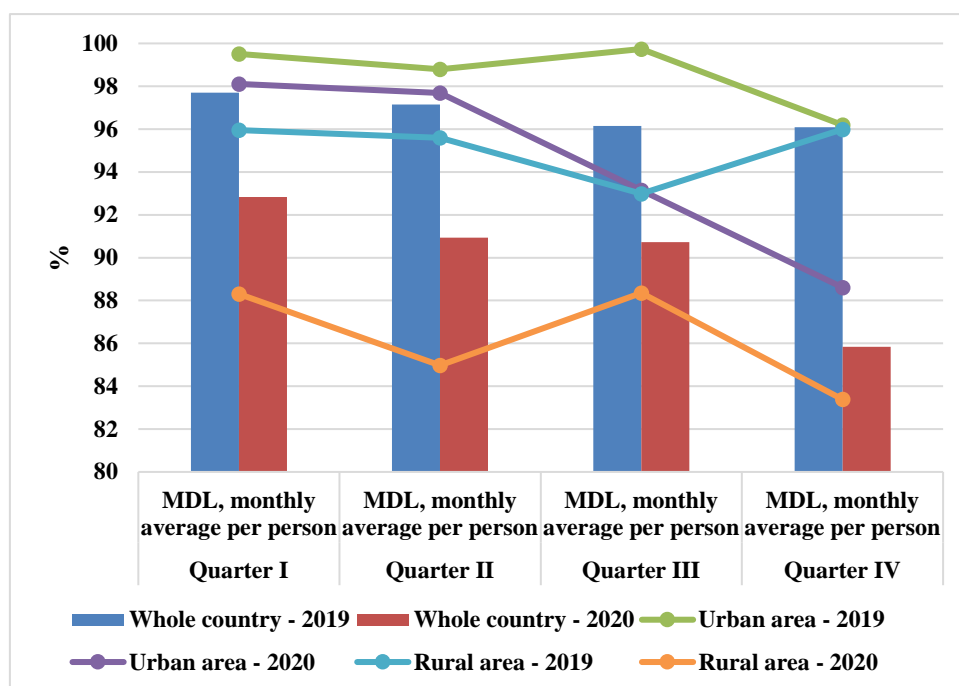 100
98
96
94
92
90
88
86
84
82
80
%
MDL, monthly average per person
MDL, monthly average per person
MDL, monthly average per person
MDL, monthly average per person
Quarter I
Quarter II
Quarter III
Quarter IV
Whole country - 2019
Whole country - 2020
Urban area - 2019
Urban area - 2020
Rural area - 2019
Rural area - 2020